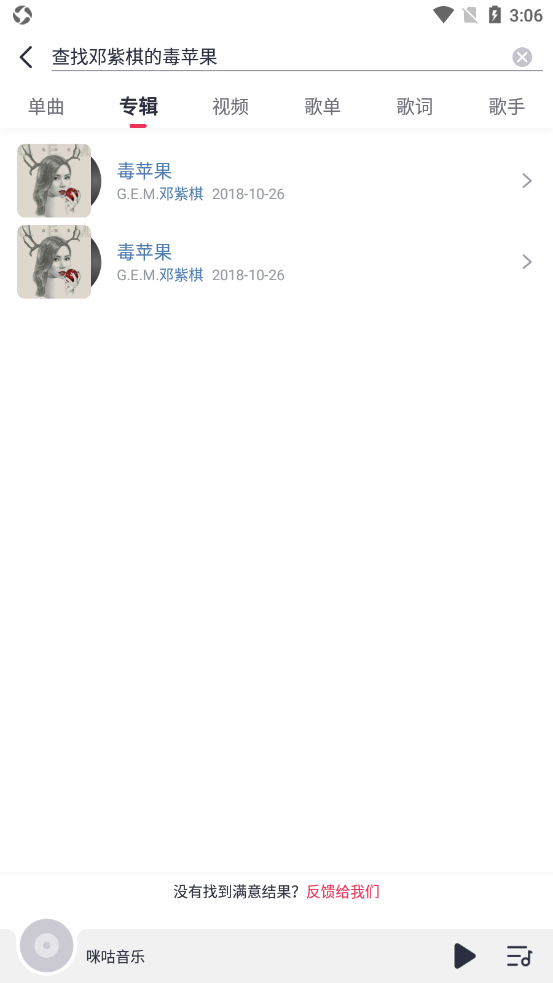 3:06
查找邓紫棋的毒苹果
单曲 专辑 视频 歌单 歌词 歌手
毒苹果
G.E.M.邓紫棋 2018-10-26
毒苹果
G.E.M.邓紫棋 2018-10-26
没有找到满意结果？反馈给我们
咪咕音乐